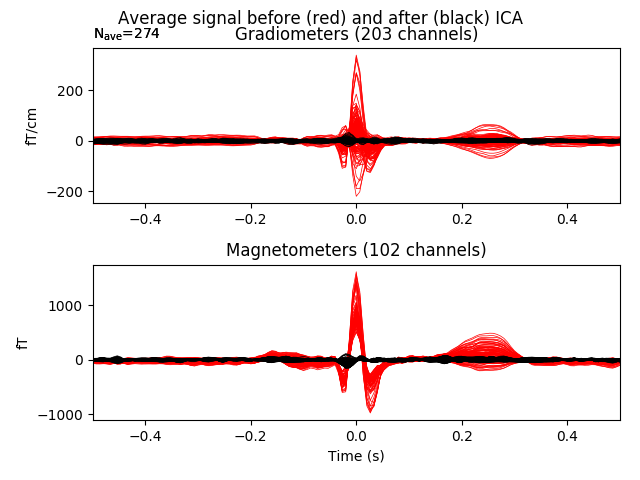 Average signal before (red) and after (black) ICA
Nave=274
Gradiometers (203 channels)
fT/cm
200
0
−200
−0.4 −0.2 0.0 0.2 0.4
Magnetometers (102 channels)
fT
1000
0
−1000
−0.4 −0.2 0.0 0.2 0.4
Time (s)